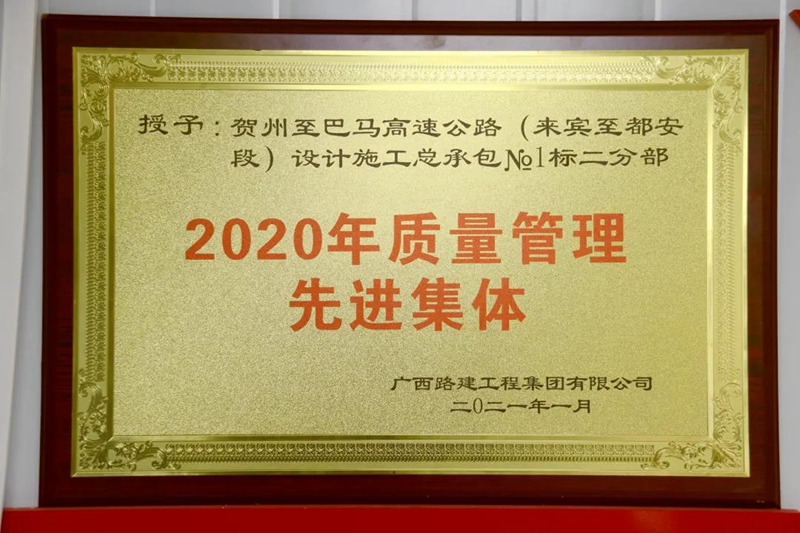 授予：贺州至巴马高速公路（来宾至都安
段）设计施工总承包№1标二分部
2020年质量管理
先进集体
广西路建工程集团有限公司
二〇二一年一月